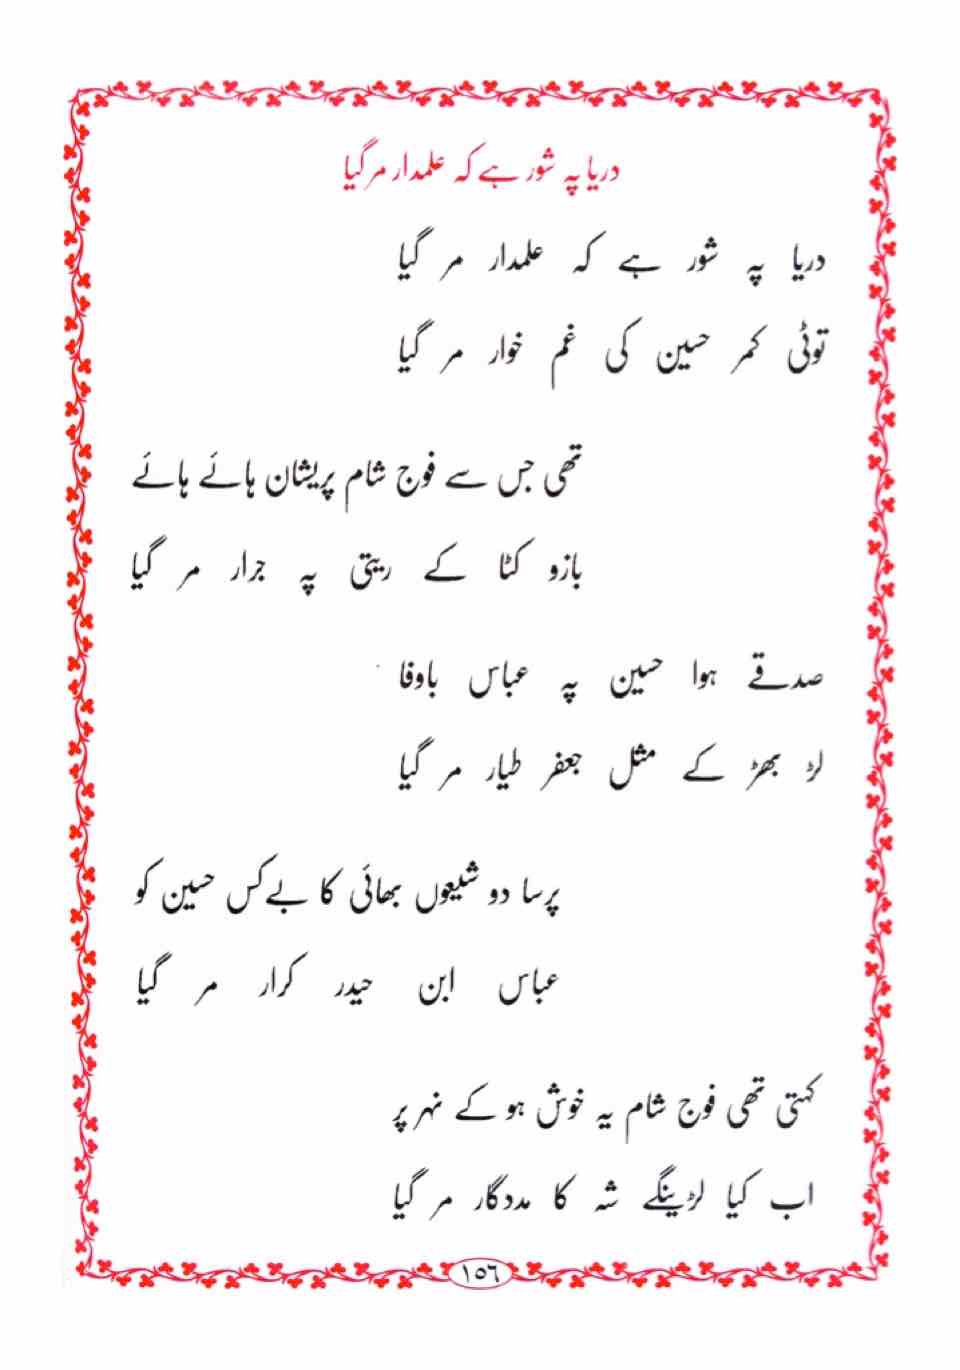 دریا پہ شور ہے کہ علمدار مر گیا
دریا پہ شور ہے کہ علمدار مر گیا
توٹی کمر حسین کی غم خوار مر گیا
تھی جس سے فوج شام پریشان ہائے ہائے
بازو کٹا کے ریتی پہ جرار مر گیا
صدقے ہوا حسین پہ عباس باوفا
لڑ بھڑ کے مثل جعفر طیار مر گیا
پرسا دو شیعوں بھائی کا بےکس حسین کو
عباس ابن حیدر کرار مر گیا
کہتی تھی فوج شام یہ خوش ہو کے نہر پر
اب کیا لڑینگے شہ کا مددگار مر گیا
١٥٦